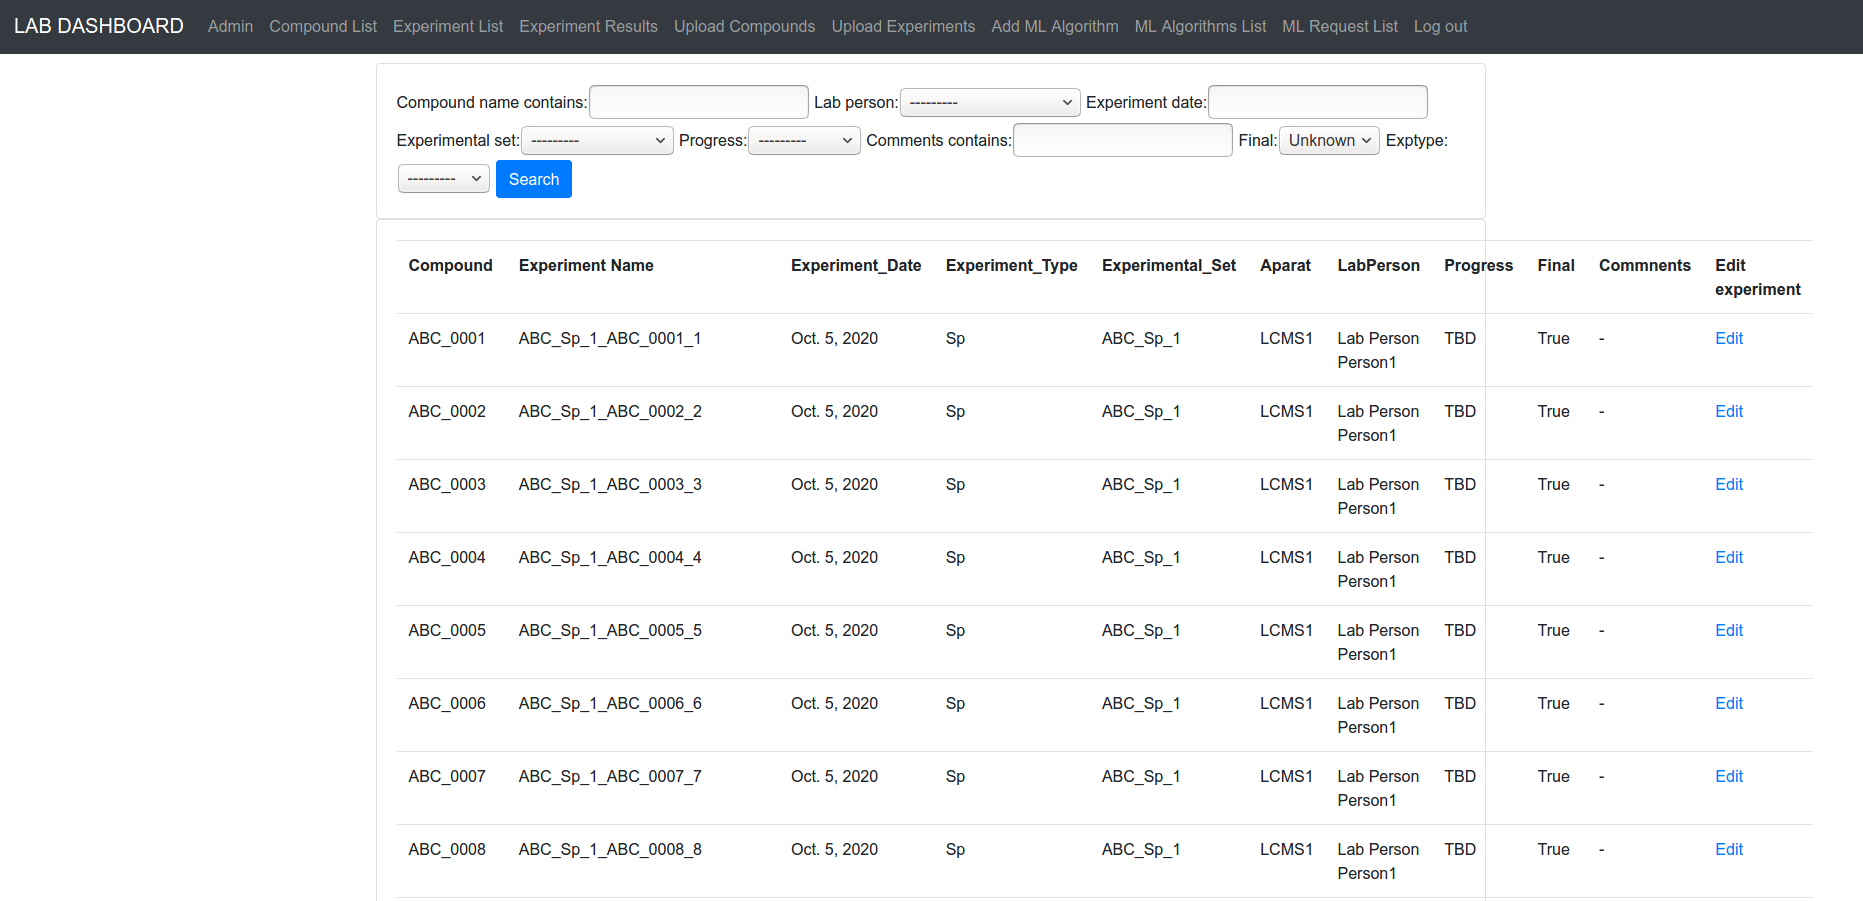 LAB DASHBOARD Admin Compound List Experiment List Experiment Results Upload Compounds Upload Experiments Add ML Algorithm ML Algorithms List ML Request List Log out
Compound name contains: Lab person: --------- Experiment date:
Experimental set: --------- Progress: --------- Comments contains: Final: Unknown Exptype:
--------- Search
Compound Experiment Name Experiment_Date Experiment_Type Experimental_Set Aparat LabPerson Progress Final Commnents Edit
experiment
ABC_0001 ABC_Sp_1_ABC_0001_1 Oct. 5, 2020 Sp ABC_Sp_1 LCMS1 Lab Person TBD True - Edit
Person1
ABC_0002 ABC_Sp_1_ABC_0002_2 Oct. 5, 2020 Sp ABC_Sp_1 LCMS1 Lab Person TBD True - Edit
Person1
ABC_0003 ABC_Sp_1_ABC_0003_3 Oct. 5, 2020 Sp ABC_Sp_1 LCMS1 Lab Person TBD True - Edit
Person1
ABC_0004 ABC_Sp_1_ABC_0004_4 Oct. 5, 2020 Sp ABC_Sp_1 LCMS1 Lab Person TBD True - Edit
Person1
ABC_0005 ABC_Sp_1_ABC_0005_5 Oct. 5, 2020 Sp ABC_Sp_1 LCMS1 Lab Person TBD True - Edit
Person1
ABC_0006 ABC_Sp_1_ABC_0006_6 Oct. 5, 2020 Sp ABC_Sp_1 LCMS1 Lab Person TBD True - Edit
Person1
ABC_0007 ABC_Sp_1_ABC_0007_7 Oct. 5, 2020 Sp ABC_Sp_1 LCMS1 Lab Person TBD True - Edit
Person1
ABC_0008 ABC_Sp_1_ABC_0008_8 Oct. 5, 2020 Sp ABC_Sp_1 LCMS1 Lab Person TBD True - Edit
Person1